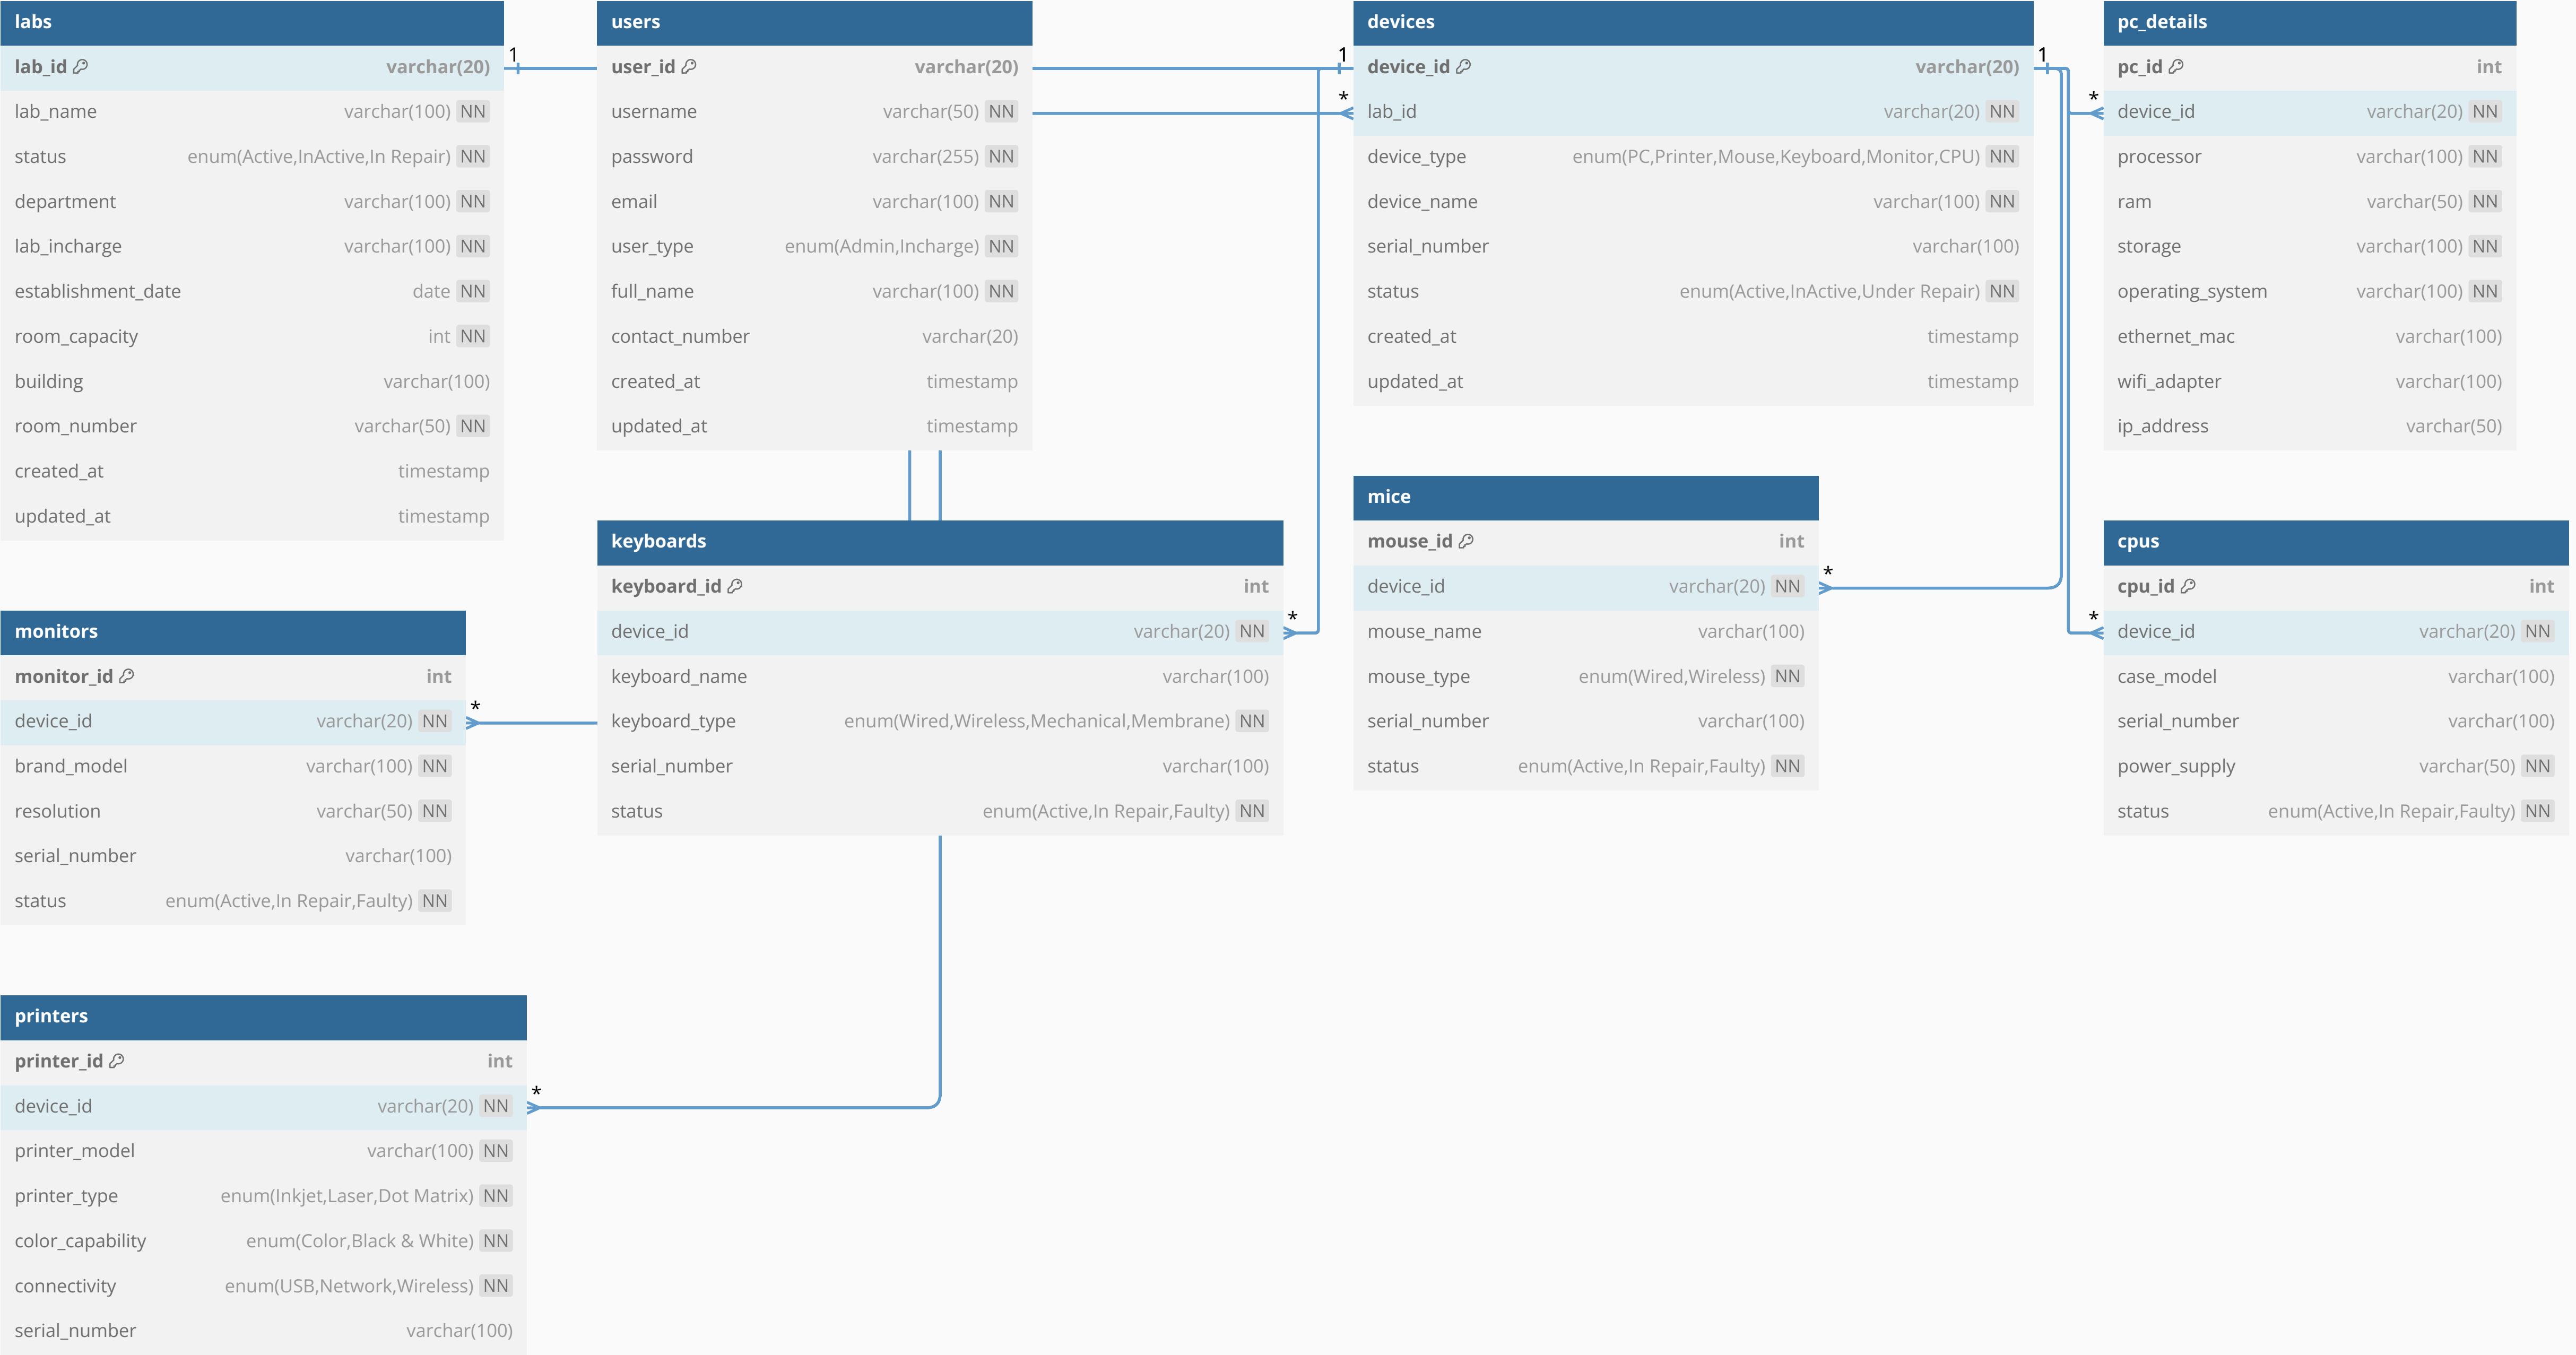 labs
lab_id varchar(20)
lab_name varchar(100) NN
status enum(Active,InActive,In Repair) NN
department varchar(100) NN
lab_incharge varchar(100) NN
establishment_date date NN
room_capacity int NN
building varchar(100)
room_number varchar(50) NN
created_at timestamp
updated_at timestamp
1
users
user_id varchar(20)
username varchar(50) NN
password varchar(255) NN
email varchar(100) NN
user_type enum(Admin,Incharge) NN
full_name varchar(100) NN
contact_number varchar(20)
created_at timestamp
updated_at timestamp
1
*
devices
device_id varchar(20)
lab_id varchar(20) NN
device_type enum(PC,Printer,Mouse,Keyboard,Monitor,CPU) NN
device_name varchar(100) NN
serial_number varchar(100)
status enum(Active,InActive,Under Repair) NN
created_at timestamp
updated_at timestamp
1
*
pc_details
pc_id int
device_id varchar(20) NN
processor varchar(100) NN
ram varchar(50) NN
storage varchar(100) NN
operating_system varchar(100) NN
ethernet_mac varchar(100)
wifi_adapter varchar(100)
ip_address varchar(50)
monitors
monitor_id int
device_id varchar(20) NN
brand_model varchar(100) NN
resolution varchar(50) NN
serial_number varchar(100)
status enum(Active,In Repair,Faulty) NN
*
keyboards
keyboard_id int
device_id varchar(20) NN
keyboard_name varchar(100)
keyboard_type enum(Wired,Wireless,Mechanical,Membrane) NN
serial_number varchar(100)
status enum(Active,In Repair,Faulty) NN
*
mice
mouse_id int
device_id varchar(20) NN
mouse_name varchar(100)
mouse_type enum(Wired,Wireless) NN
serial_number varchar(100)
status enum(Active,In Repair,Faulty) NN
*
*
cpus
cpu_id int
device_id varchar(20) NN
case_model varchar(100)
serial_number varchar(100)
power_supply varchar(50) NN
status enum(Active,In Repair,Faulty) NN
printers
printer_id int
device_id varchar(20) NN
printer_model varchar(100) NN
printer_type enum(Inkjet,Laser,Dot Matrix) NN
color_capability enum(Color,Black & White) NN
connectivity enum(USB,Network,Wireless) NN
serial_number varchar(100)
*